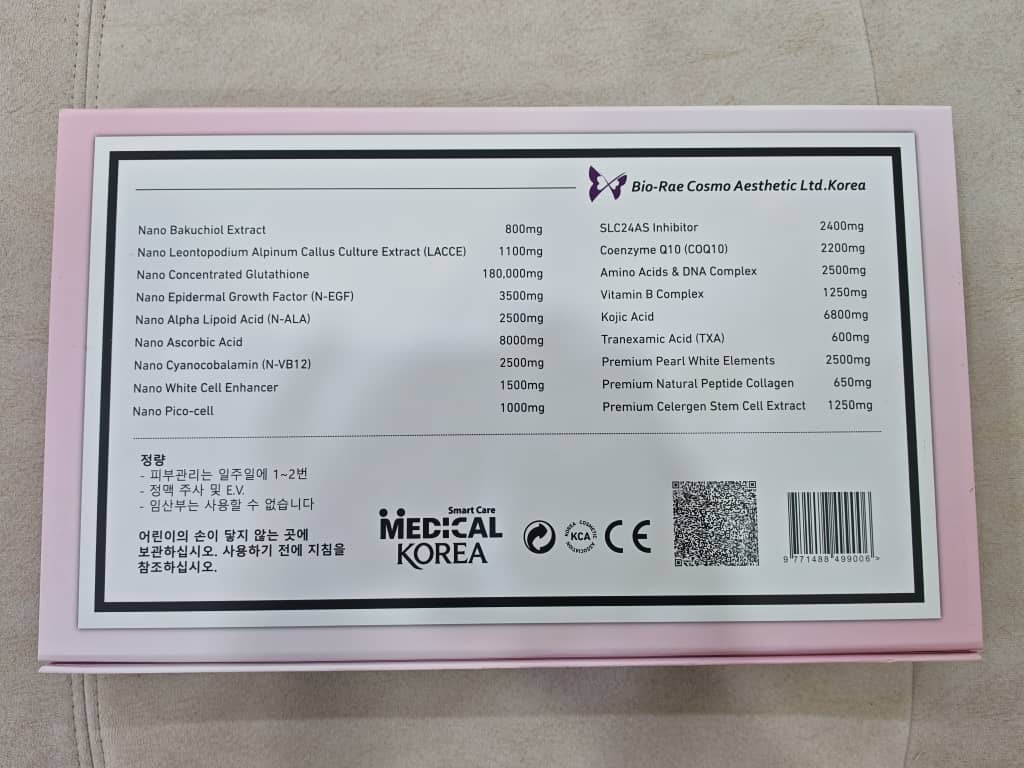 Bio-Rae Cosmo Aesthetic Ltd.Korea
Nano Bakuchiol Extract 800mg
Nano Leontopodium Alpinum Callus Culture Extract (LACCE) 1100mg
Nano Concentrated Glutathione 180,000mg
Nano Epidermal Growth Factor (N-EGF) 3500mg
Nano Alpha Lipoid Acid (N-ALA) 2500mg
Nano Ascorbic Acid 8000mg
Nano Cyanocobalamin (N-VB12) 2500mg
Nano White Cell Enhancer 1500mg
Nano Pico-cell 1000mg
SLC24AS Inhibitor 2400mg
Coenzyme Q10 (COQ10) 2200mg
Amino Acids & DNA Complex 2500mg
Vitamin B Complex 1250mg
Kojic Acid 6800mg
Tranexamic Acid (TXA) 600mg
Premium Pearl White Elements 2500mg
Premium Natural Peptide Collagen 650mg
Premium Celergen Stem Cell Extract 1250mg
정량
- 피부관리는 일주일에 1~2번
- 정맥 주사 및 E.V.
- 임산부는 사용할 수 없습니다
어린이의 손이 닿지 않는 곳에
보관하십시오. 사용하기 전에 지침을
참조하십시오.
Smart Care
MEDICAL
KOREA
KOREA COSMETIC
KCA
ASSOCIATION
CE
9 771488 499006 >